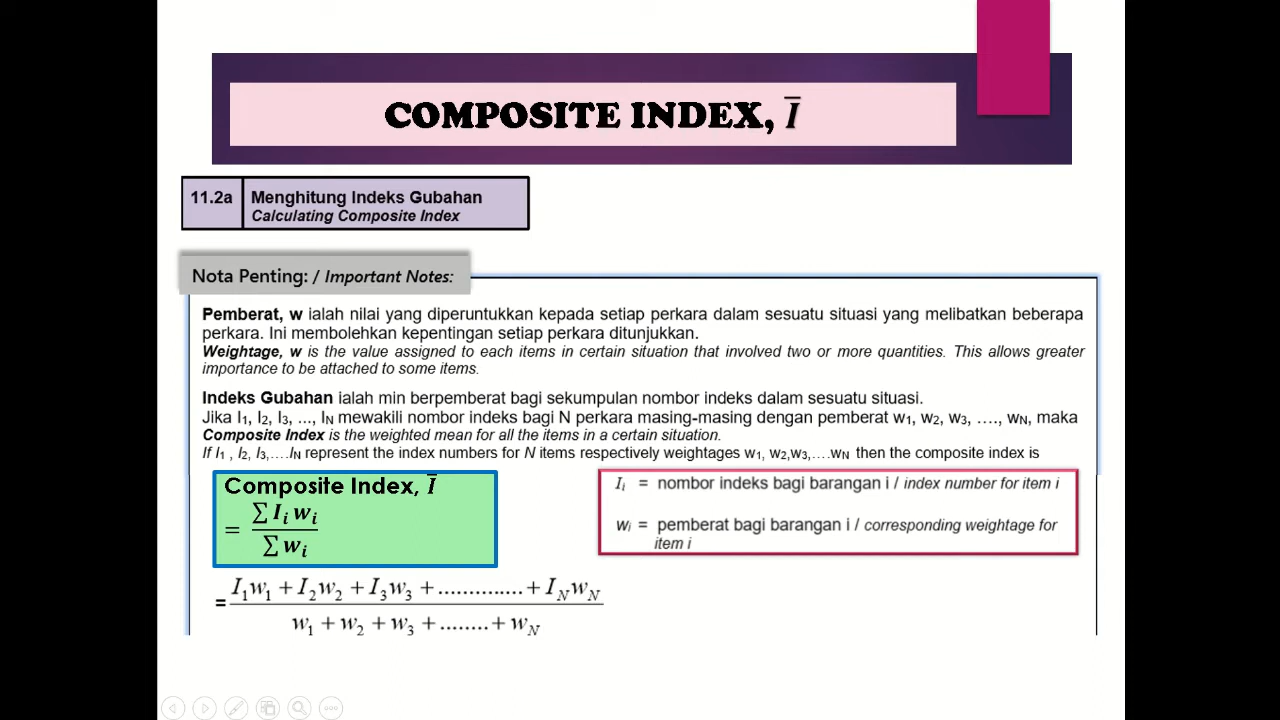 COMPOSITE INDEX, Ī
11.2a
Menghitung Indeks Gubahan
Calculating Composite Index
Nota Penting: / Important Notes:
Pemberat, w ialah nilai yang diperuntukkan kepada setiap perkara dalam sesuatu situasi yang melibatkan beberapa
perkara. Ini membolehkan kepentingan setiap perkara ditunjukkan.
Weightage, w is the value assigned to each items in certain situation that involved two or more quantities. This allows greater
importance to be attached to some items.
Indeks Gubahan ialah min berpemberat bagi sekumpulan nombor indeks dalam sesuatu situasi.
Jika I₁, I₂, I₃, ..., Iɴ mewakili nombor indeks bagi N perkara masing-masing dengan pemberat w₁, w₂, w₃, …., wɴ, maka
Composite Index is the weighted mean for all the items in a certain situation.
If I₁ , I₂, I₃,….Iɴ represent the index numbers for N items respectively weightages w₁, w₂,w₃,….wɴ then the composite index is
Composite Index, Ī
= ∑ Iᵢ wᵢ / ∑ wᵢ
Iᵢ = nombor indeks bagi barangan i / index number for item i
wᵢ = pemberat bagi barangan i / corresponding weightage for
item i
= I₁w₁ + I₂w₂ + I₃w₃ + .............. + Iɴwɴ
w₁ + w₂ + w₃ + ........ + wɴ